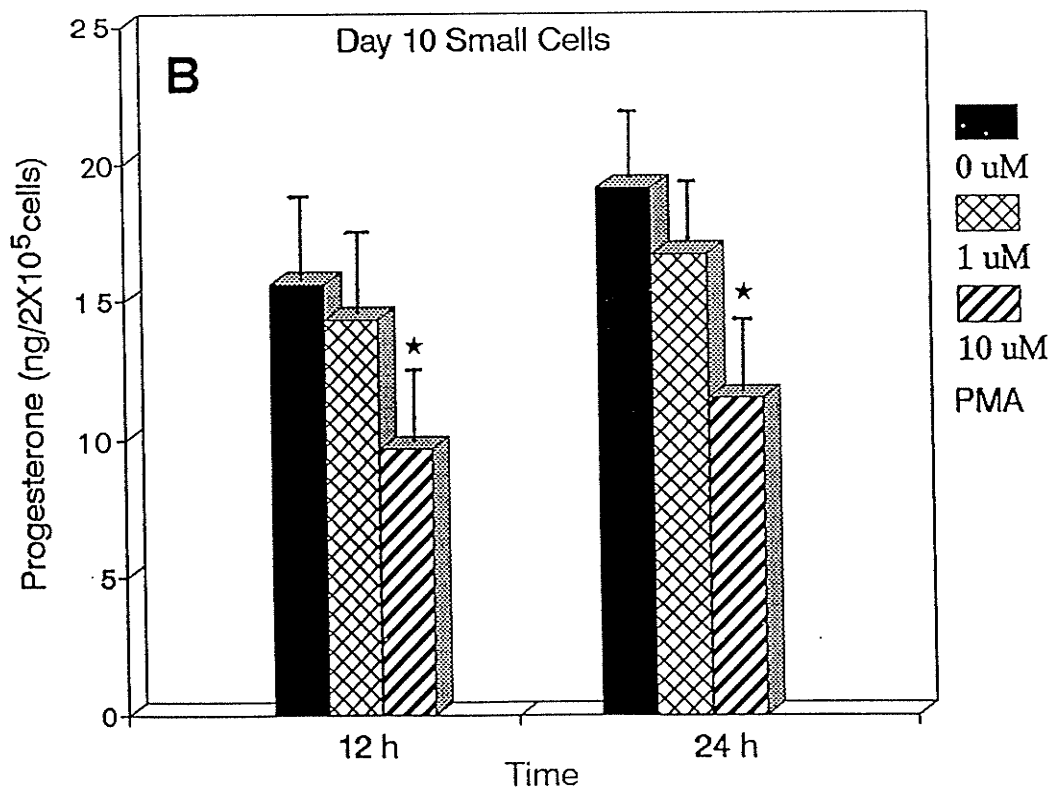 Day 10 Small Cells
B
25
20
15
10
5
0
Progesterone (ng/2X10⁵cells)
★
★
12 h
24 h
Time
0 uM
1 uM
10 uM
PMA